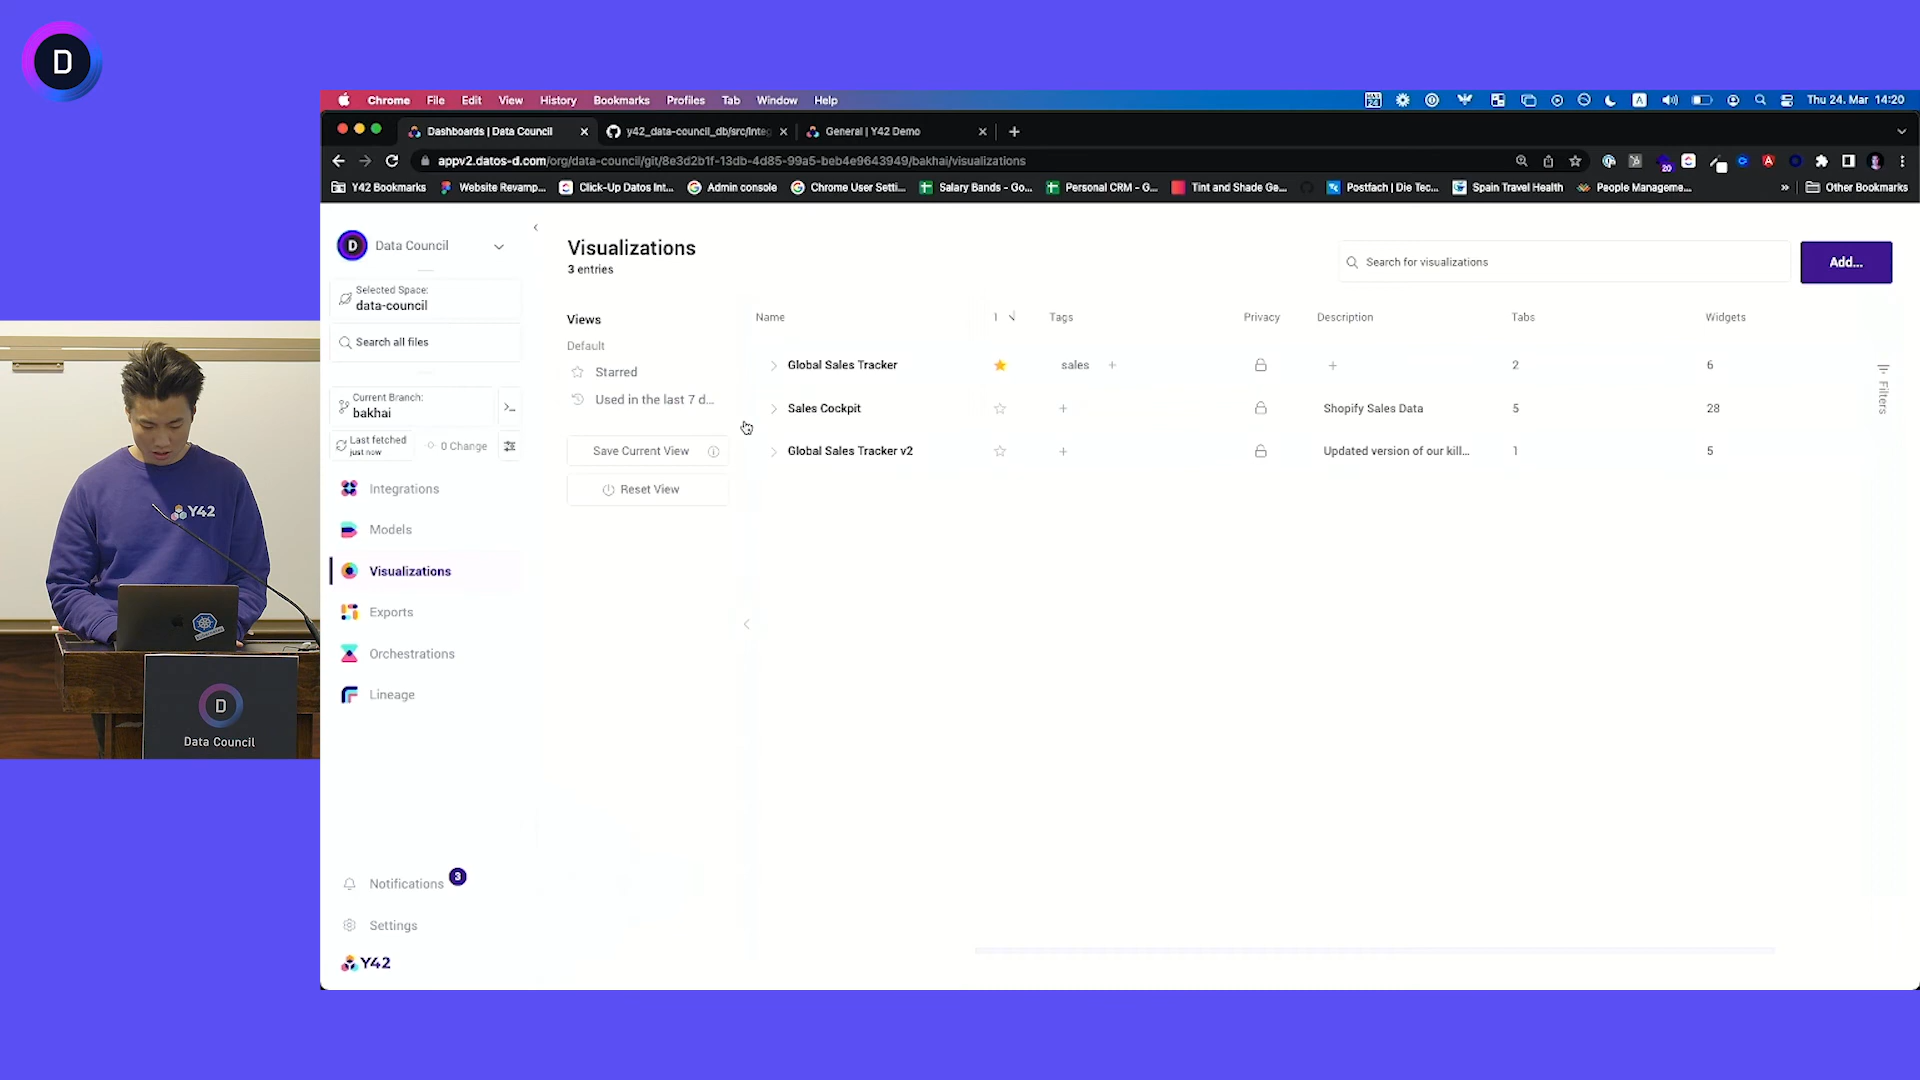 D
Chrome File Edit View History Bookmarks Profiles Tab Window Help
Thu 24. Mar 14:20
Dashboards | Data Council
y42_data-council_db/src/integ
General | Y42 Demo
appv2.datos-d.com/org/data-council/git/8e3d2b1f-13db-4d85-99a5-beb4e9643949/bakhai/visualizations
20
Y42 Bookmarks
Website Revamp...
Click-Up Datos Int...
Admin console
Chrome User Setti...
Salary Bands - Go...
Personal CRM - G...
Tint and Shade Ge...
Postfach | Die Tec...
Spain Travel Health
People Manageme...
»
Other Bookmarks
D Data Council
Selected Space:
data-council
Search all files
Current Branch:
bakhai
Last fetched
just now
0 Change
Integrations
Models
Visualizations
Exports
Orchestrations
Lineage
Notifications 3
Settings
Y42
Visualizations
3 entries
Search for visualizations
Add...
Views
Default
Starred
Used in the last 7 d...
Save Current View
Reset View
Name Tags Privacy Description Tabs Widgets
Global Sales Tracker sales + + 2 6
Sales Cockpit + Shopify Sales Data 5 28
Global Sales Tracker v2 + Updated version of our kill... 1 5
Filters
Y42
D
Data Council